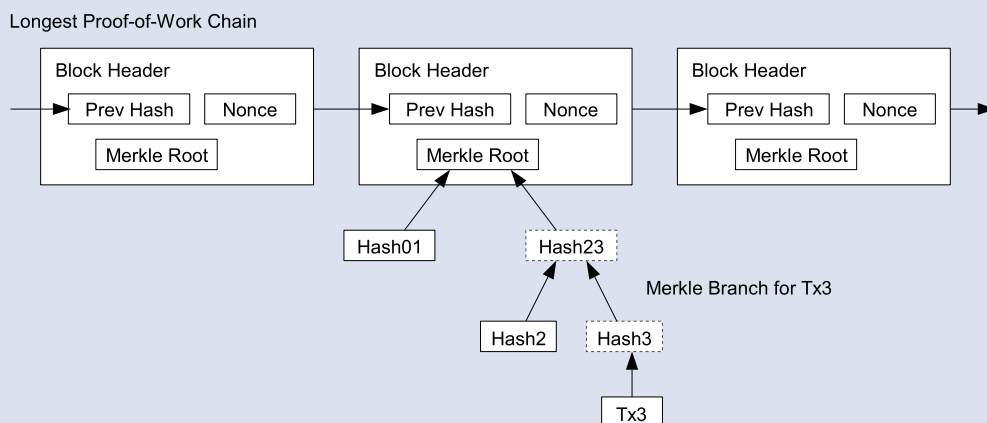 Longest Proof-of-Work Chain
Block Header
Prev Hash
Nonce
Merkle Root
Block Header
Prev Hash
Nonce
Merkle Root
Block Header
Prev Hash
Nonce
Merkle Root
Hash01
Hash23
Merkle Branch for Tx3
Hash2
Hash3
Tx3